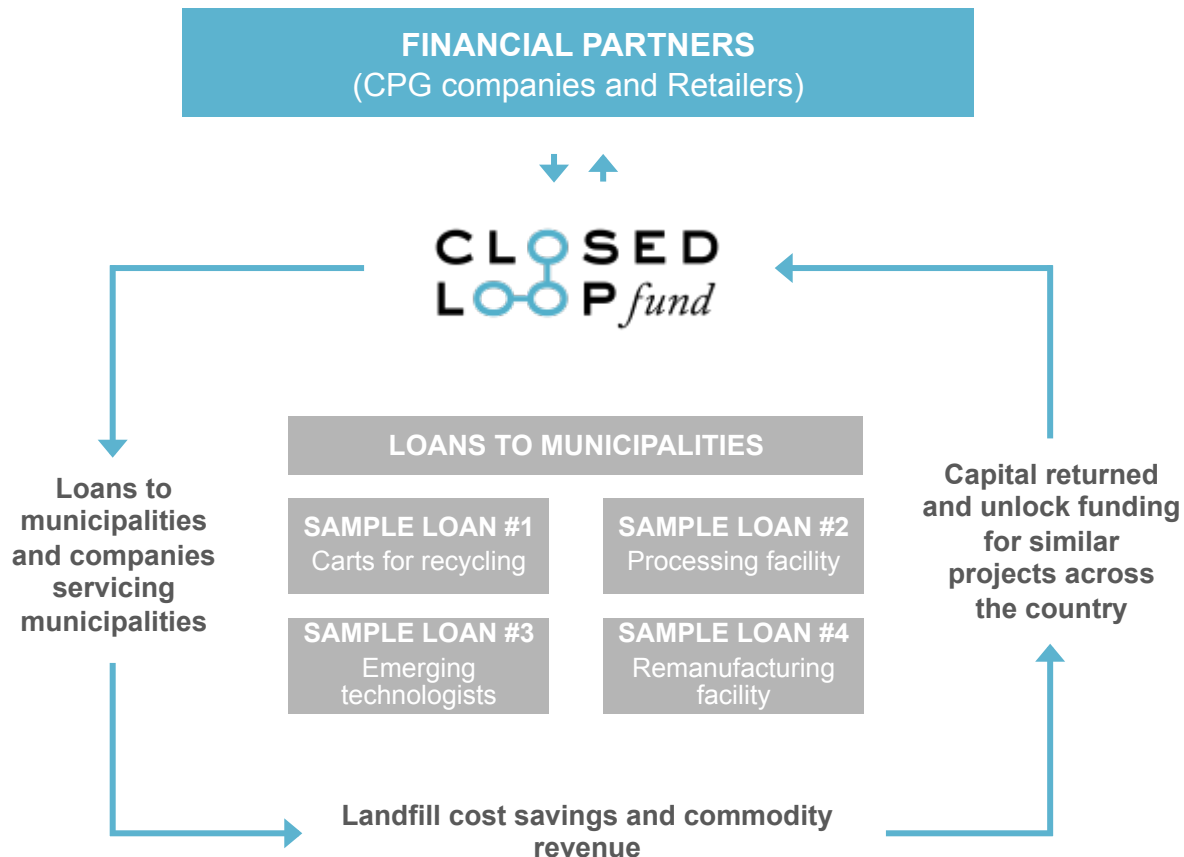 FINANCIAL PARTNERS
(CPG companies and Retailers)
CLOSED
LOOP fund
LOANS TO MUNICIPALITIES
Loans to
municipalities
and companies
servicing
municipalities
SAMPLE LOAN #1
Carts for recycling
SAMPLE LOAN #2
Processing facility
SAMPLE LOAN #3
Emerging
technologists
SAMPLE LOAN #4
Remanufacturing
facility
Capital returned
and unlock funding
for similar
projects across
the country
Landfill cost savings and commodity
revenue